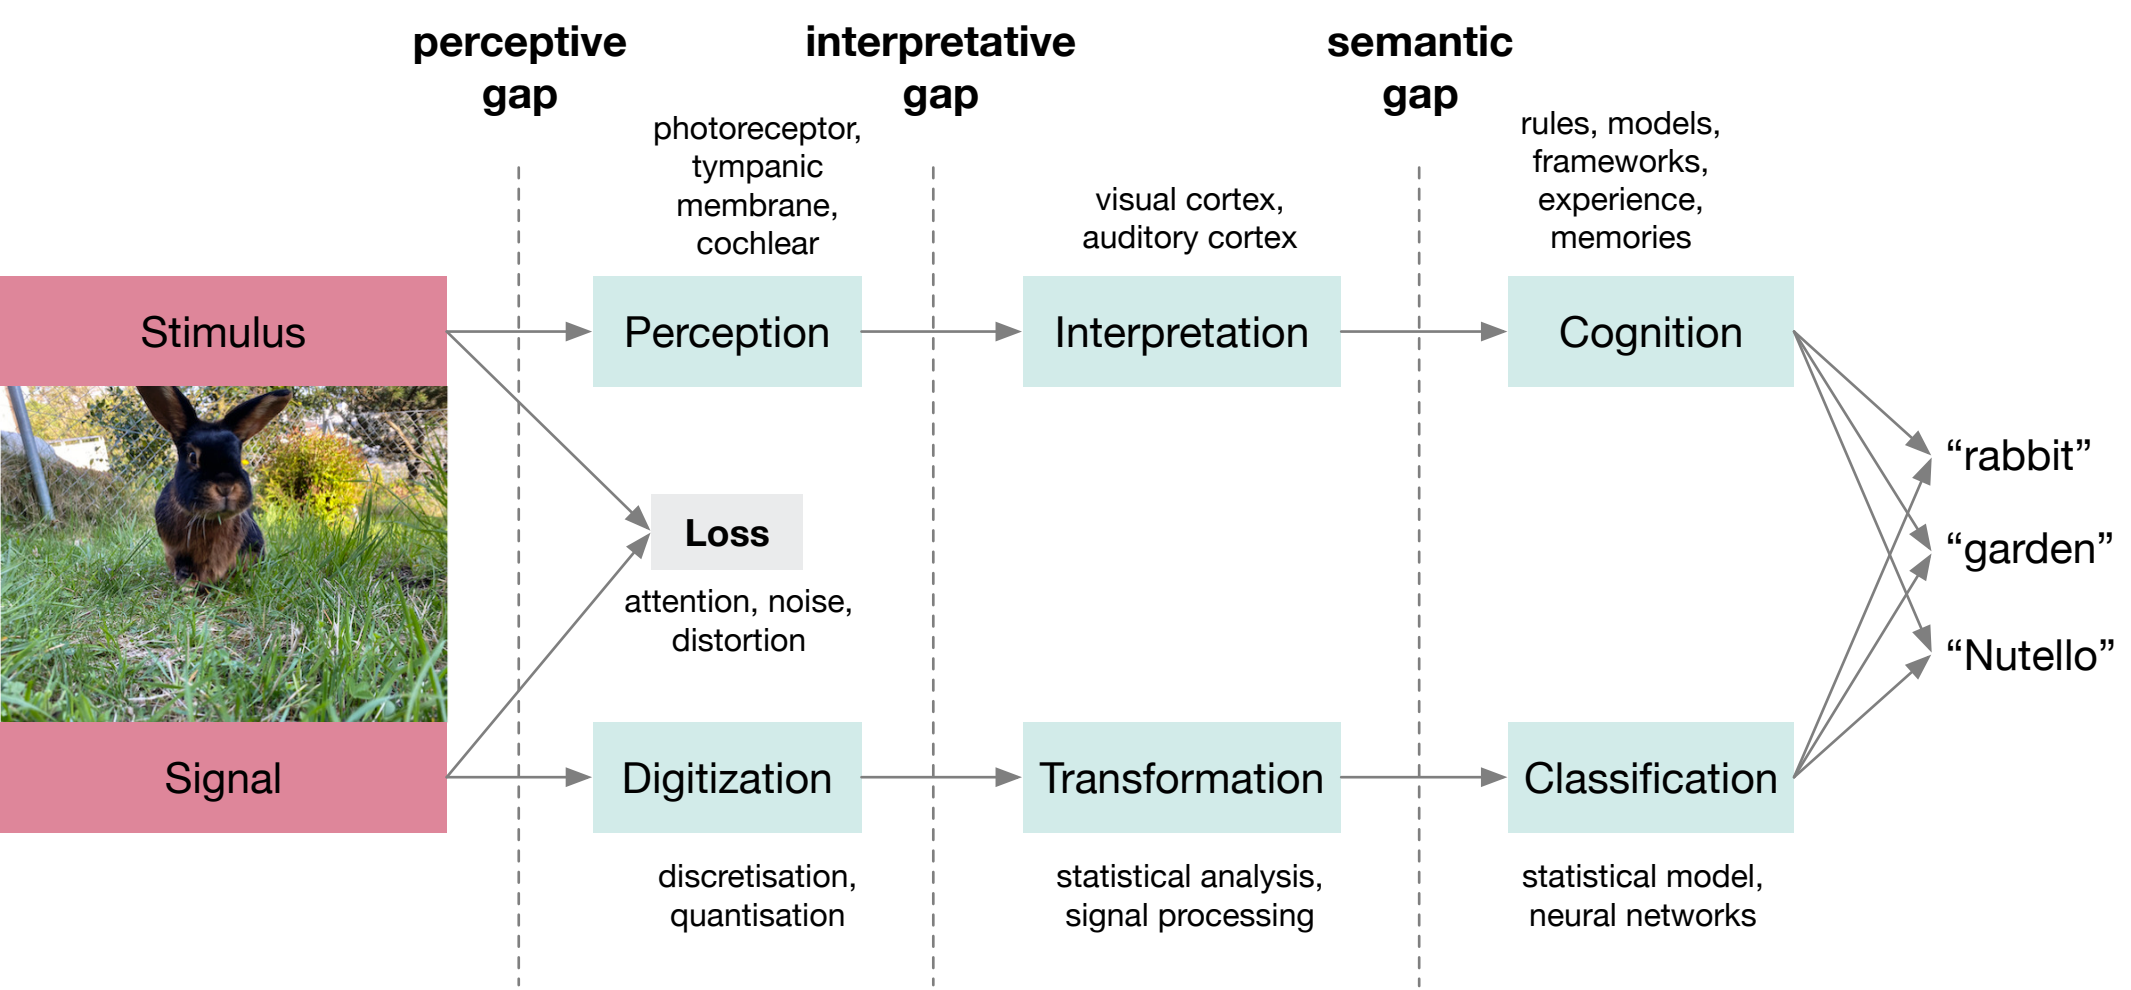 perceptive
gap
interpretative
gap
semantic
gap
photoreceptor,
tympanic
membrane,
cochlear
visual cortex,
auditory cortex
rules, models,
frameworks,
experience,
memories
Stimulus
Perception
Interpretation
Cognition
Loss
attention, noise,
distortion
“rabbit”
“garden”
“Nutello”
Signal
Digitization
Transformation
Classification
discretisation,
quantisation
statistical analysis,
signal processing
statistical model,
neural networks